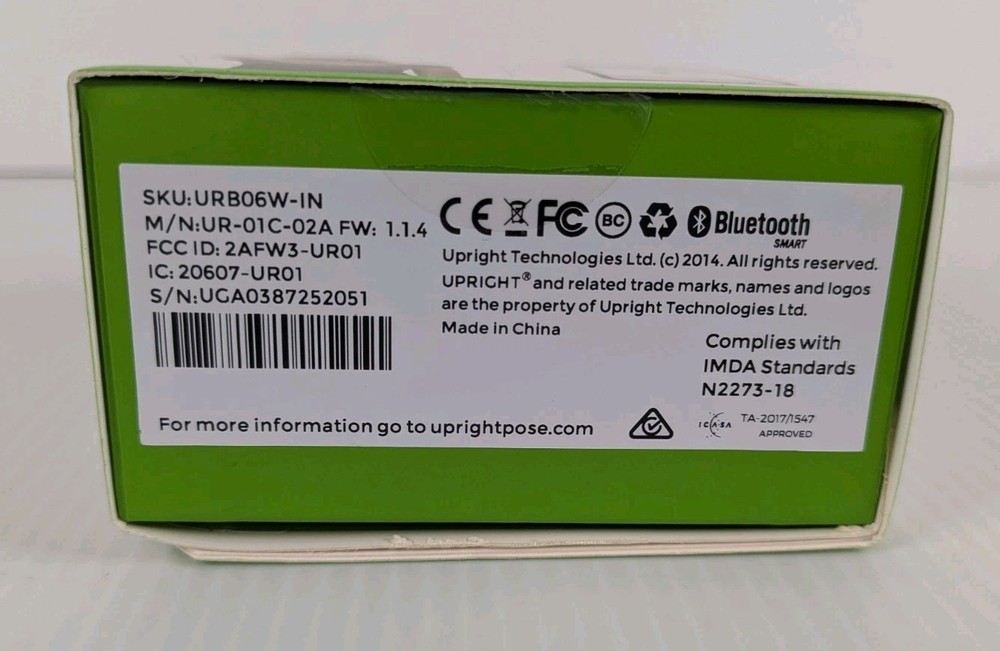 SKU:URB06W-IN
M/N:UR-01C-02A FW: 1.1.4
FCC ID: 2AFW3-UR01
IC: 20607-UR01
S/N:UGA0387252051
CE FC BC Bluetooth
SMART
Upright Technologies Ltd. (c) 2014. All rights reserved.
UPRIGHT® and related trade marks, names and logos
are the property of Upright Technologies Ltd.
Made in China
Complies with
IMDA Standards
N2273-18
For more information go to uprightpose.com
ICASA
TA-2017/1547
APPROVED